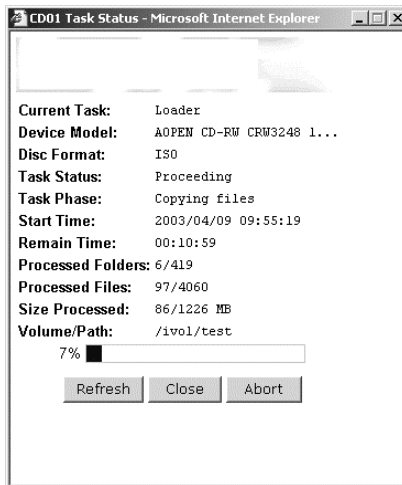 CD01 Task Status - Microsoft Internet Explorer
Current Task: Loader
Device Model: AOPEN CD-RW CRW3248 1...
Disc Format: ISO
Task Status: Proceeding
Task Phase: Copying files
Start Time: 2003/04/09 09:55:19
Remain Time: 00:10:59
Processed Folders: 6/419
Processed Files: 97/4060
Size Processed: 86/1226 MB
Volume/Path: /ivol/test
7%
Refresh Close Abort